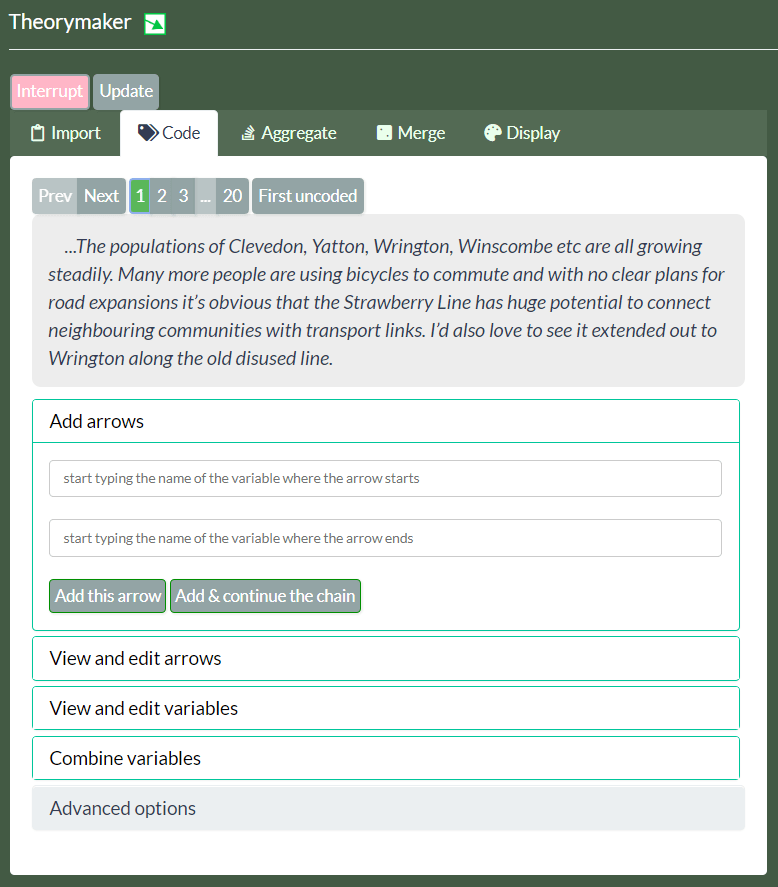 Theorymaker
Interrupt Update
Import Code Aggregate Merge Display
Prev Next 1 2 3 ... 20 First uncoded
...The populations of Clevedon, Yatton, Wrington, Winscombe etc are all growing
steadily. Many more people are using bicycles to commute and with no clear plans for
road expansions it’s obvious that the Strawberry Line has huge potential to connect
neighbouring communities with transport links. I’d also love to see it extended out to
Wrington along the old disused line.
Add arrows
start typing the name of the variable where the arrow starts
start typing the name of the variable where the arrow ends
Add this arrow Add & continue the chain
View and edit arrows
View and edit variables
Combine variables
Advanced options